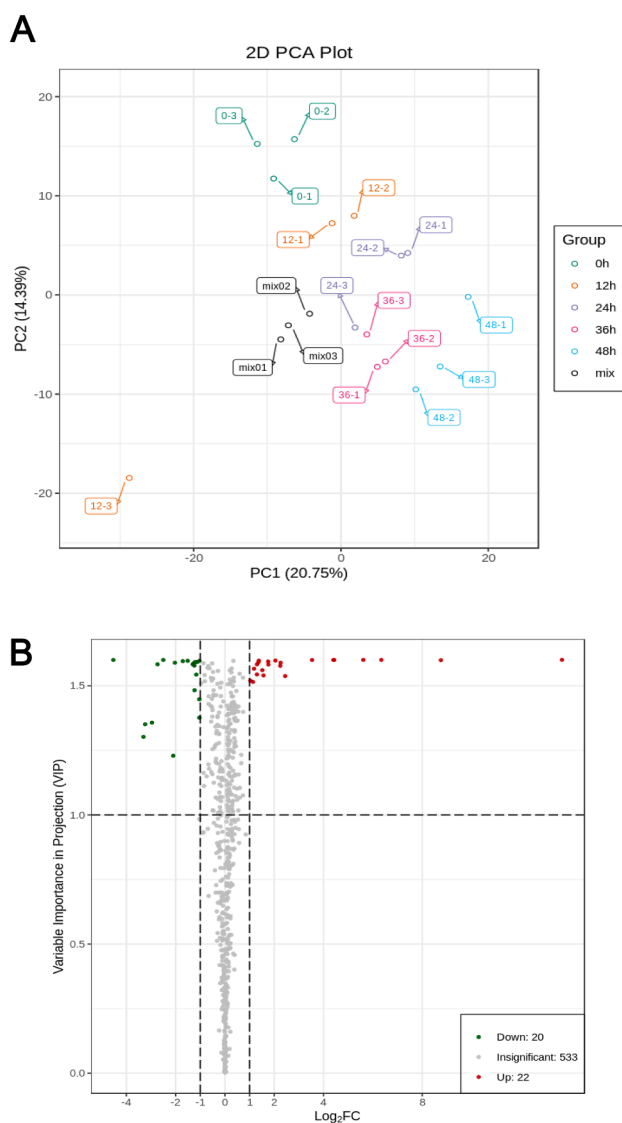 A
2D PCA Plot
20
10
0
-10
-20
PC2 (14.39%)
0-3
0-2
0-1
12-2
12-1
24-1
24-2
mix02
24-3
36-3
48-1
36-2
mix03
mix01
48-3
36-1
48-2
12-3
-20
0
20
PC1 (20.75%)
Group
0h
12h
24h
36h
48h
mix
B
1.5
1.0
0.5
0.0
Variable Importance in Projection (VIP)
Down: 20
Insignificant: 533
Up: 22
-4
-2
-1
0
1
2
4
8
Log₂FC